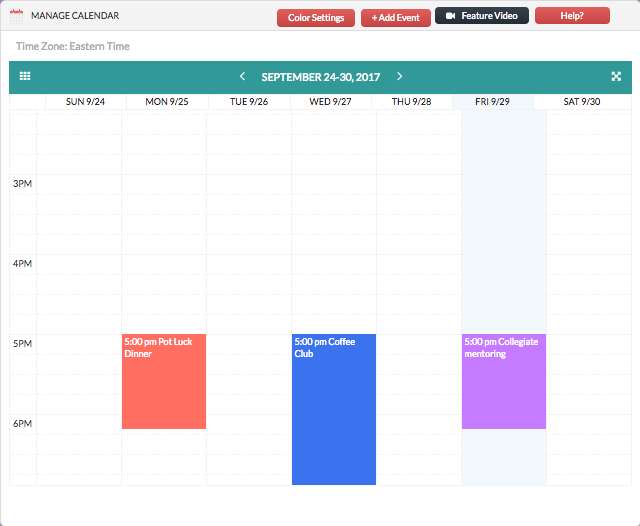 MANAGE CALENDAR
Color Settings
+ Add Event
Feature Video
Help?
Time Zone: Eastern Time
SEPTEMBER 24-30, 2017
SUN 9/24
MON 9/25
TUE 9/26
WED 9/27
THU 9/28
FRI 9/29
SAT 9/30
3PM
4PM
5PM
5:00 pm Pot Luck
Dinner
5:00 pm Coffee
Club
5:00 pm Collegiate
mentoring
6PM